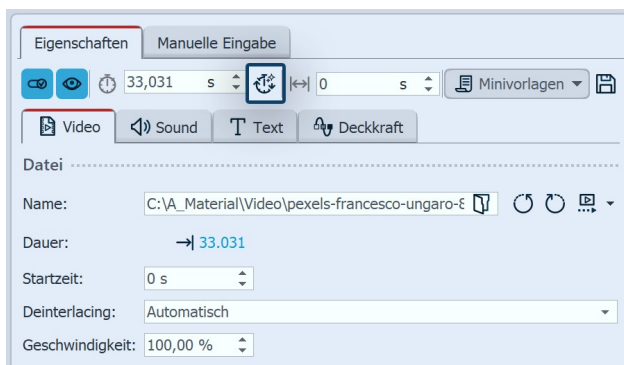 Eigenschaften Manuelle Eingabe
33,031 s 0 s Minivorlagen
Video Sound Text Deckkraft
Datei
Name: C:\A_Material\Video\pexels-francesco-ungaro-8
Dauer: 33.031
Startzeit: 0 s
Deinterlacing: Automatisch
Geschwindigkeit: 100,00 %